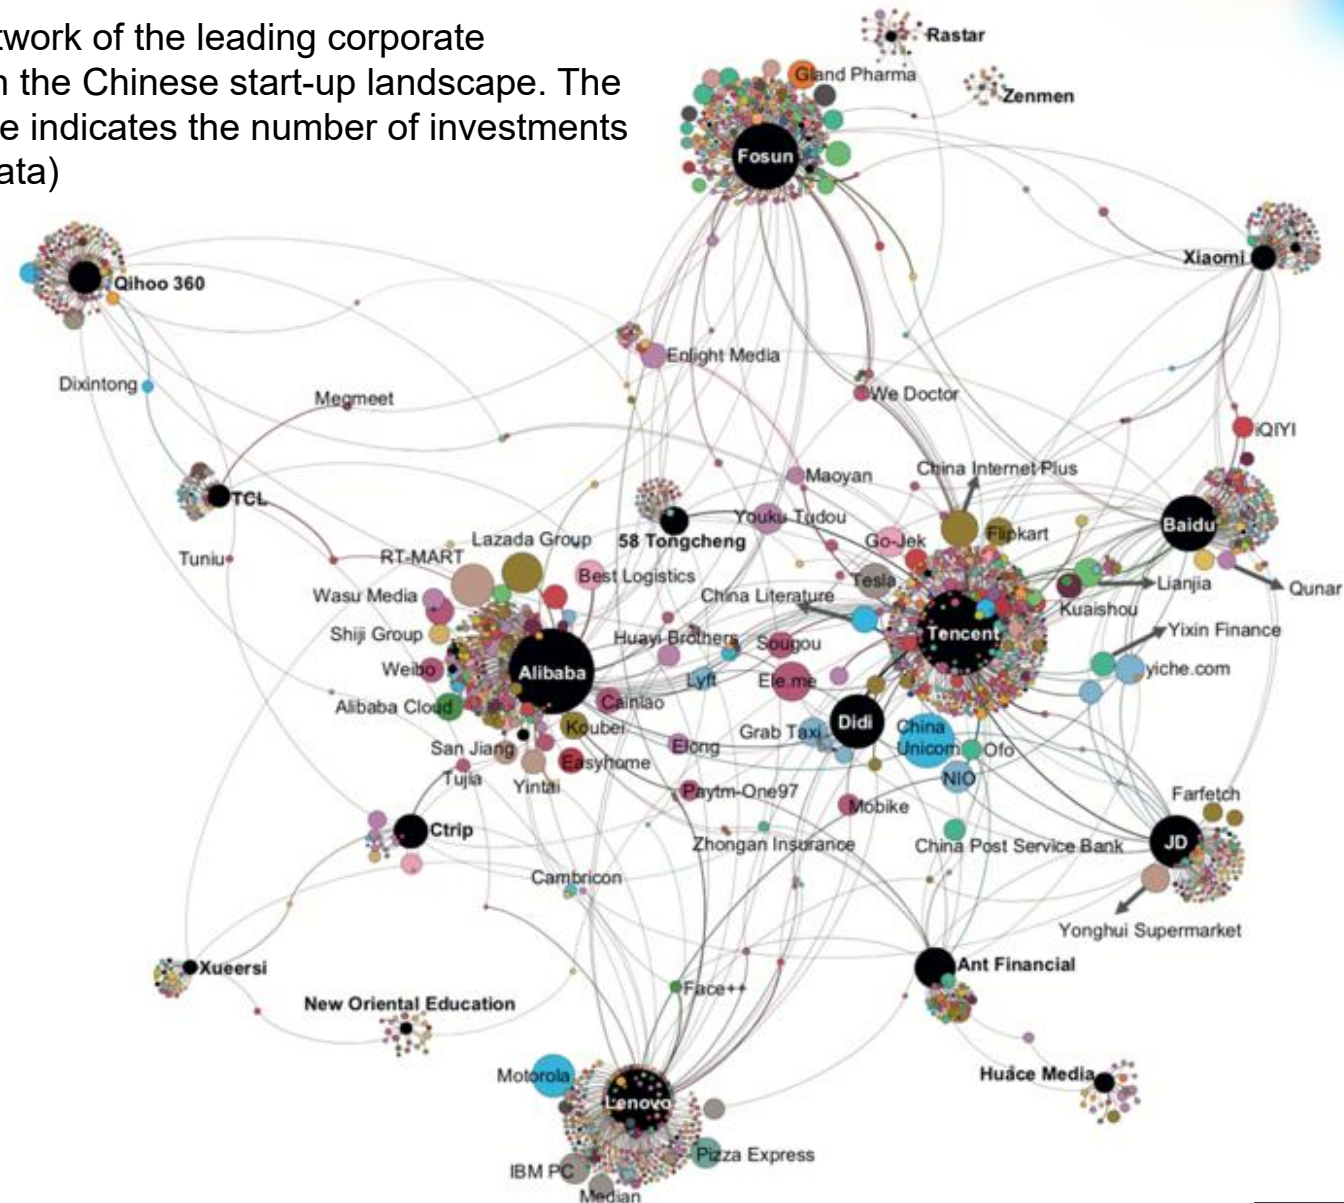 twork of the leading corporate
n the Chinese start-up landscape. The
e indicates the number of investments
ata)
Rastar
Gland Pharma
Zenmen
Fosun
Xiaomi
Qihoo 360
Enlight Media
Dixintong
Megmeet
We Doctor
iQIYI
Maoyan
China Internet Plus
TCL
Youku Tudou
Baidu
Lazada Group
58 Tongcheng
Go-Jek
Flipkart
Tuniu
RT-MART
Best Logistics
Tesla
Lianjia
Qunar
Wasu Media
China Literature
Kuaishou
Shiji Group
Huayi Brothers
Sougou
Tencent
Yixin Finance
Weibo
Alibaba
Lyft
Ele.me
yiche.com
Alibaba Cloud
Cainiao
Koubei
Grab Taxi
Didi
China
Unicom
Ofo
San Jiang
Elong
Easyhome
Tujia
Yintai
NIO
Paytm-One97
Mobike
Farfetch
Ctrip
Zhongan Insurance
China Post Service Bank
JD
Cambricon
Yonghui Supermarket
Xueersi
Ant Financial
Face++
New Oriental Education
Motorola
Huace Media
Lenovo
IBM PC
Pizza Express
Median